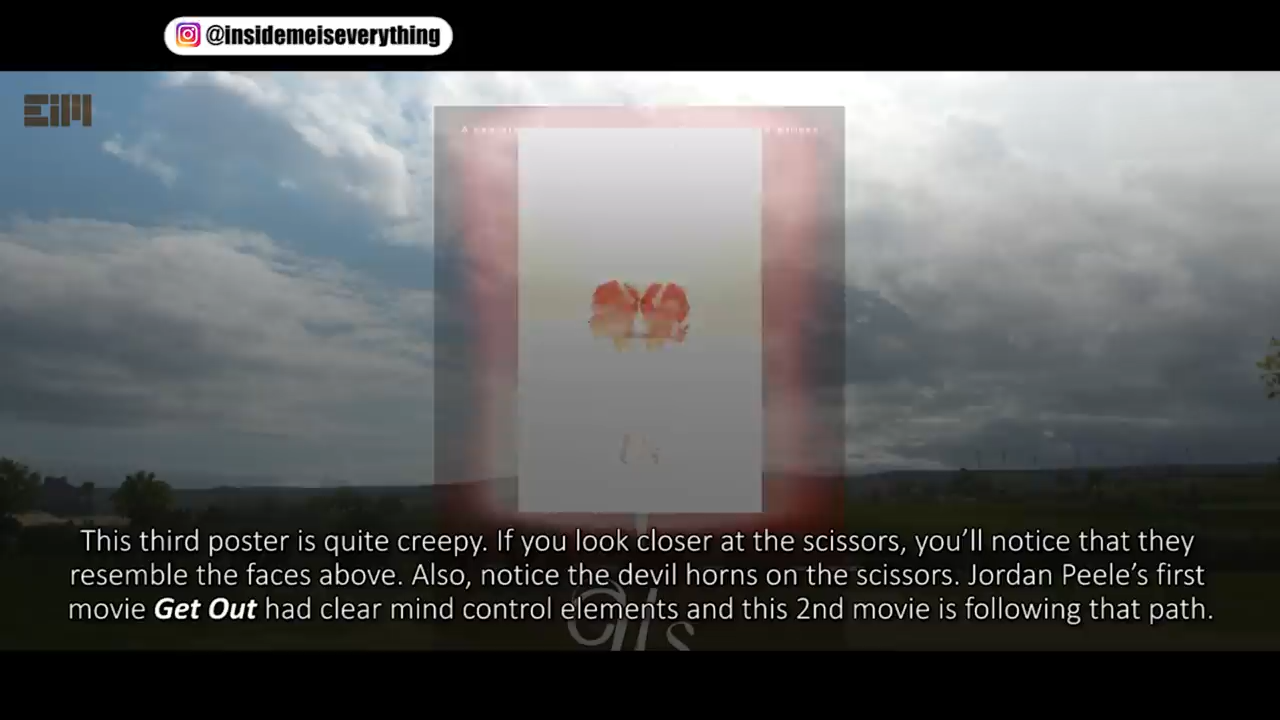 @insidemeiseverything
EIM
This third poster is quite creepy. If you look closer at the scissors, you’ll notice that they
resemble the faces above. Also, notice the devil horns on the scissors. Jordan Peele’s first
movie Get Out had clear mind control elements and this 2nd movie is following that path.